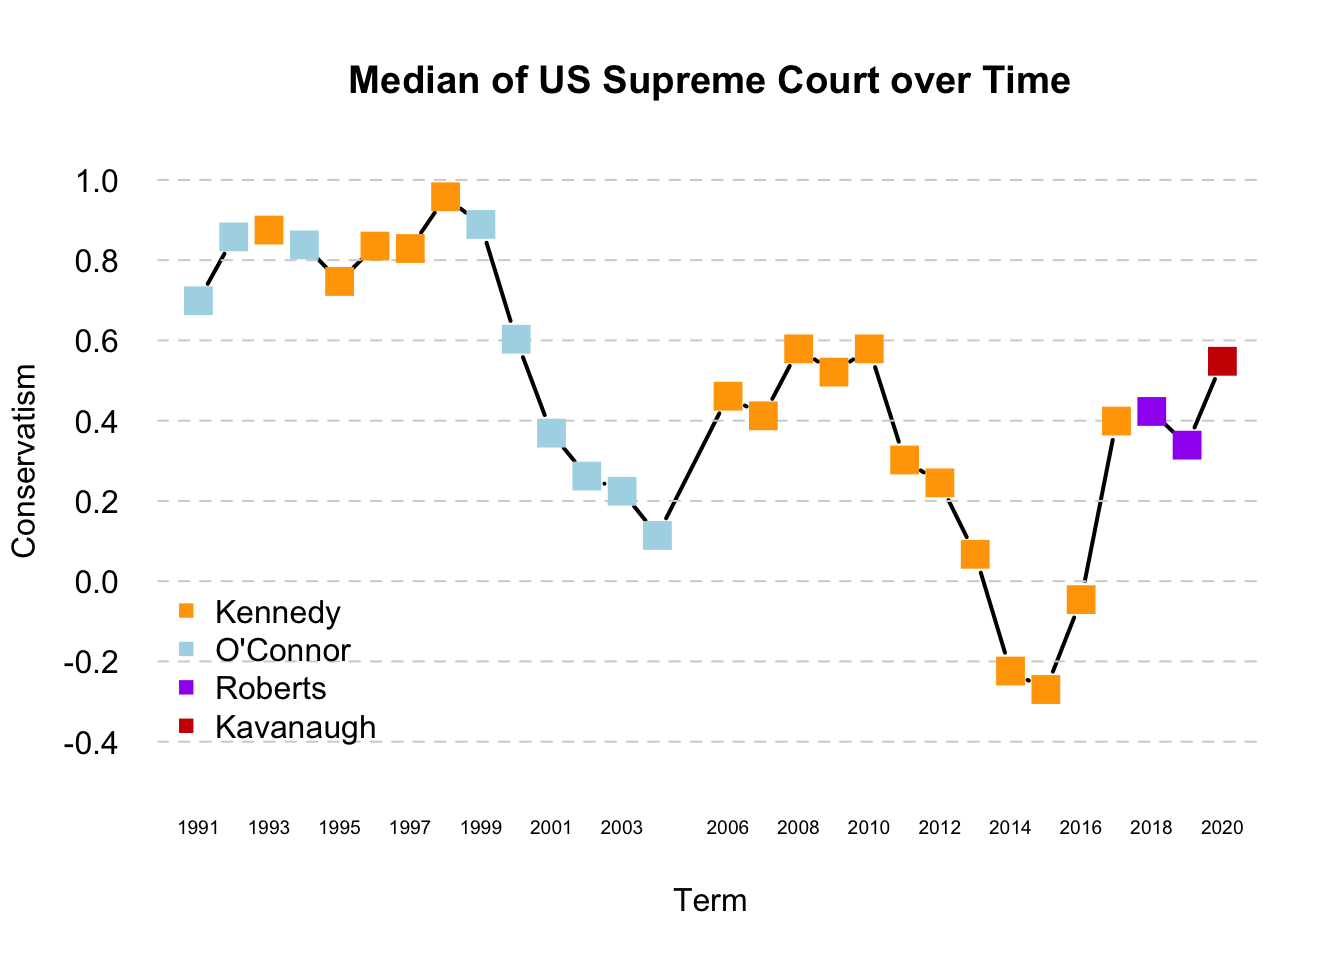 Median of US Supreme Court over Time
Conservatism
1.0
0.8
0.6
0.4
0.2
0.0
-0.2
-0.4
Kennedy
O'Connor
Roberts
Kavanaugh
1991 1993 1995 1997 1999 2001 2003 2006 2008 2010 2012 2014 2016 2018 2020
Term